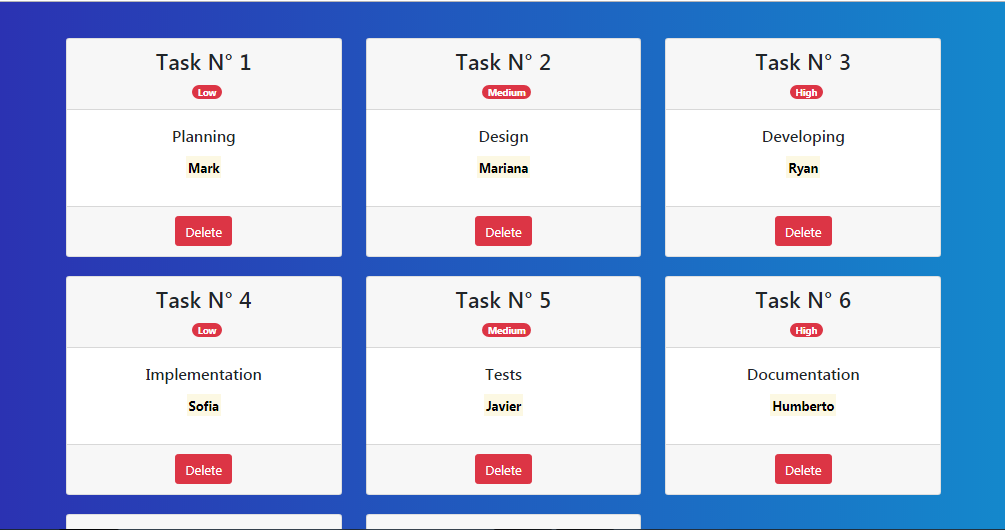 Task N° 1
Low
Planning
Mark
Delete
Task N° 2
Medium
Design
Mariana
Delete
Task N° 3
High
Developing
Ryan
Delete
Task N° 4
Low
Implementation
Sofia
Delete
Task N° 5
Medium
Tests
Javier
Delete
Task N° 6
High
Documentation
Humberto
Delete